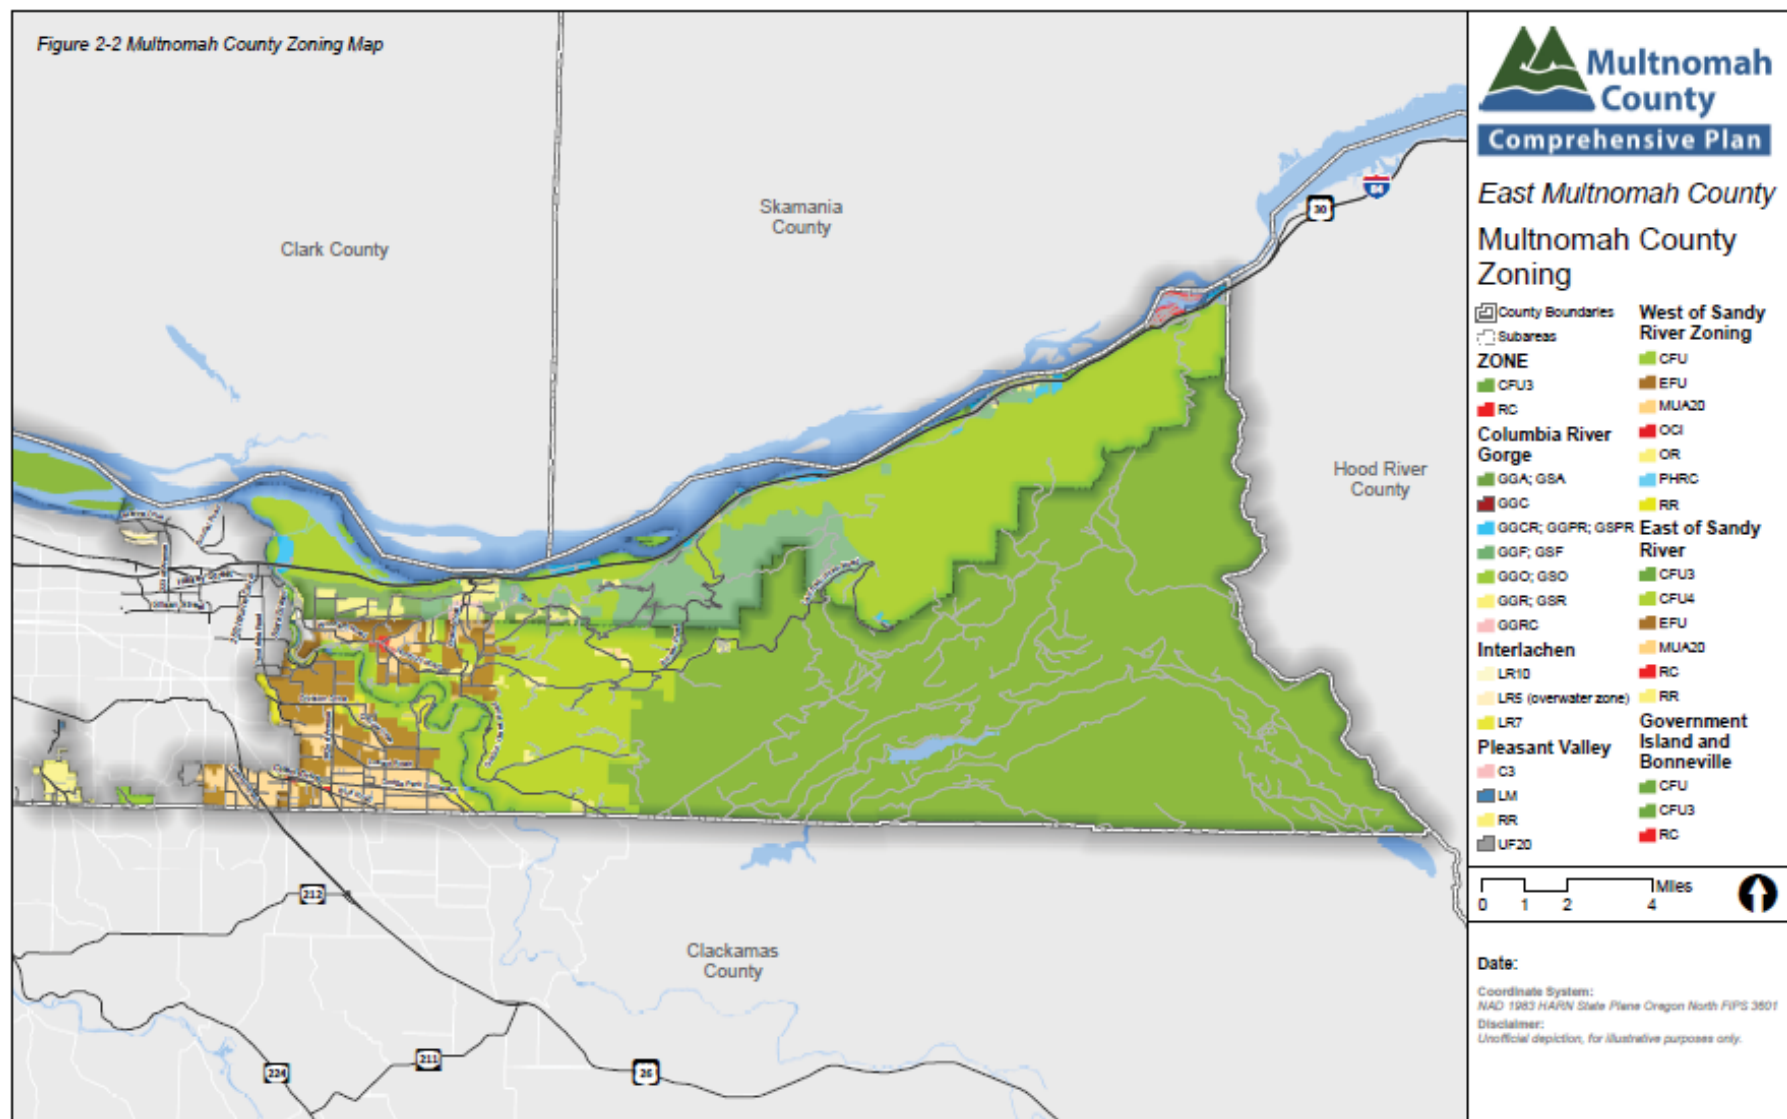 Figure 2-2 Multnomah County Zoning Map
Clark County
Skamania
County
Hood River
County
Clackamas
County
84
30
212
211
224
26
Multnomah
County
Comprehensive Plan
East Multnomah County
Multnomah County
Zoning
County Boundaries
Subareas
ZONE
CFU3
RC
Columbia River
Gorge
GGA; GSA
GGC
GGCR; GGPR; GSPR
GGF; GSF
GGO; GSO
GGR; GSR
GGRC
Interlachen
LR10
LR5 (overwater zone)
LR7
Pleasant Valley
C3
LM
RR
UF20
West of Sandy
River Zoning
CFU
EFU
MUA20
OCI
OR
PHRC
RR
East of Sandy
River
CFU3
CFU4
EFU
MUA20
RC
RR
Government
Island and
Bonneville
CFU
CFU3
RC
Miles
0 1 2 4
Date:
Coordinate System:
NAD 1983 HARN State Plane Oregon North FIPS 3601
Disclaimer:
Unofficial depiction, for illustrative purposes only.